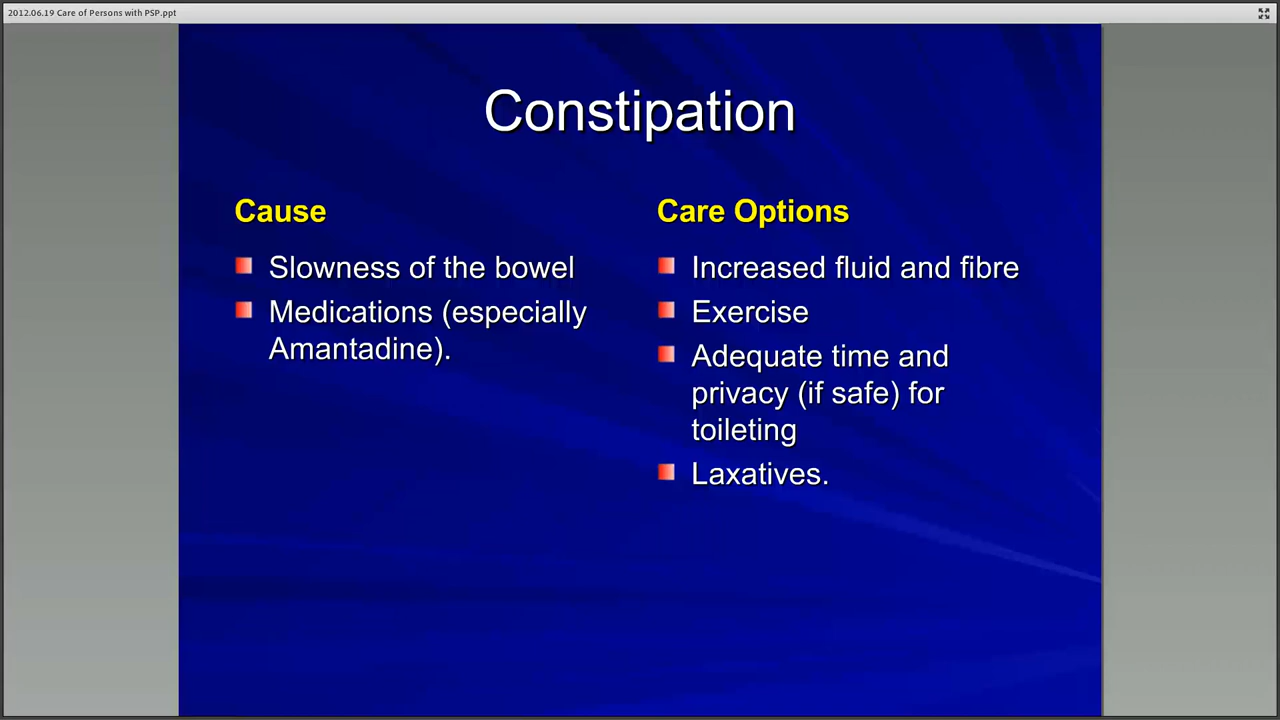 2012.06.19 Care of Persons with PSP.ppt
Constipation
Cause
Slowness of the bowel
Medications (especially
Amantadine).
Care Options
Increased fluid and fibre
Exercise
Adequate time and
privacy (if safe) for
toileting
Laxatives.